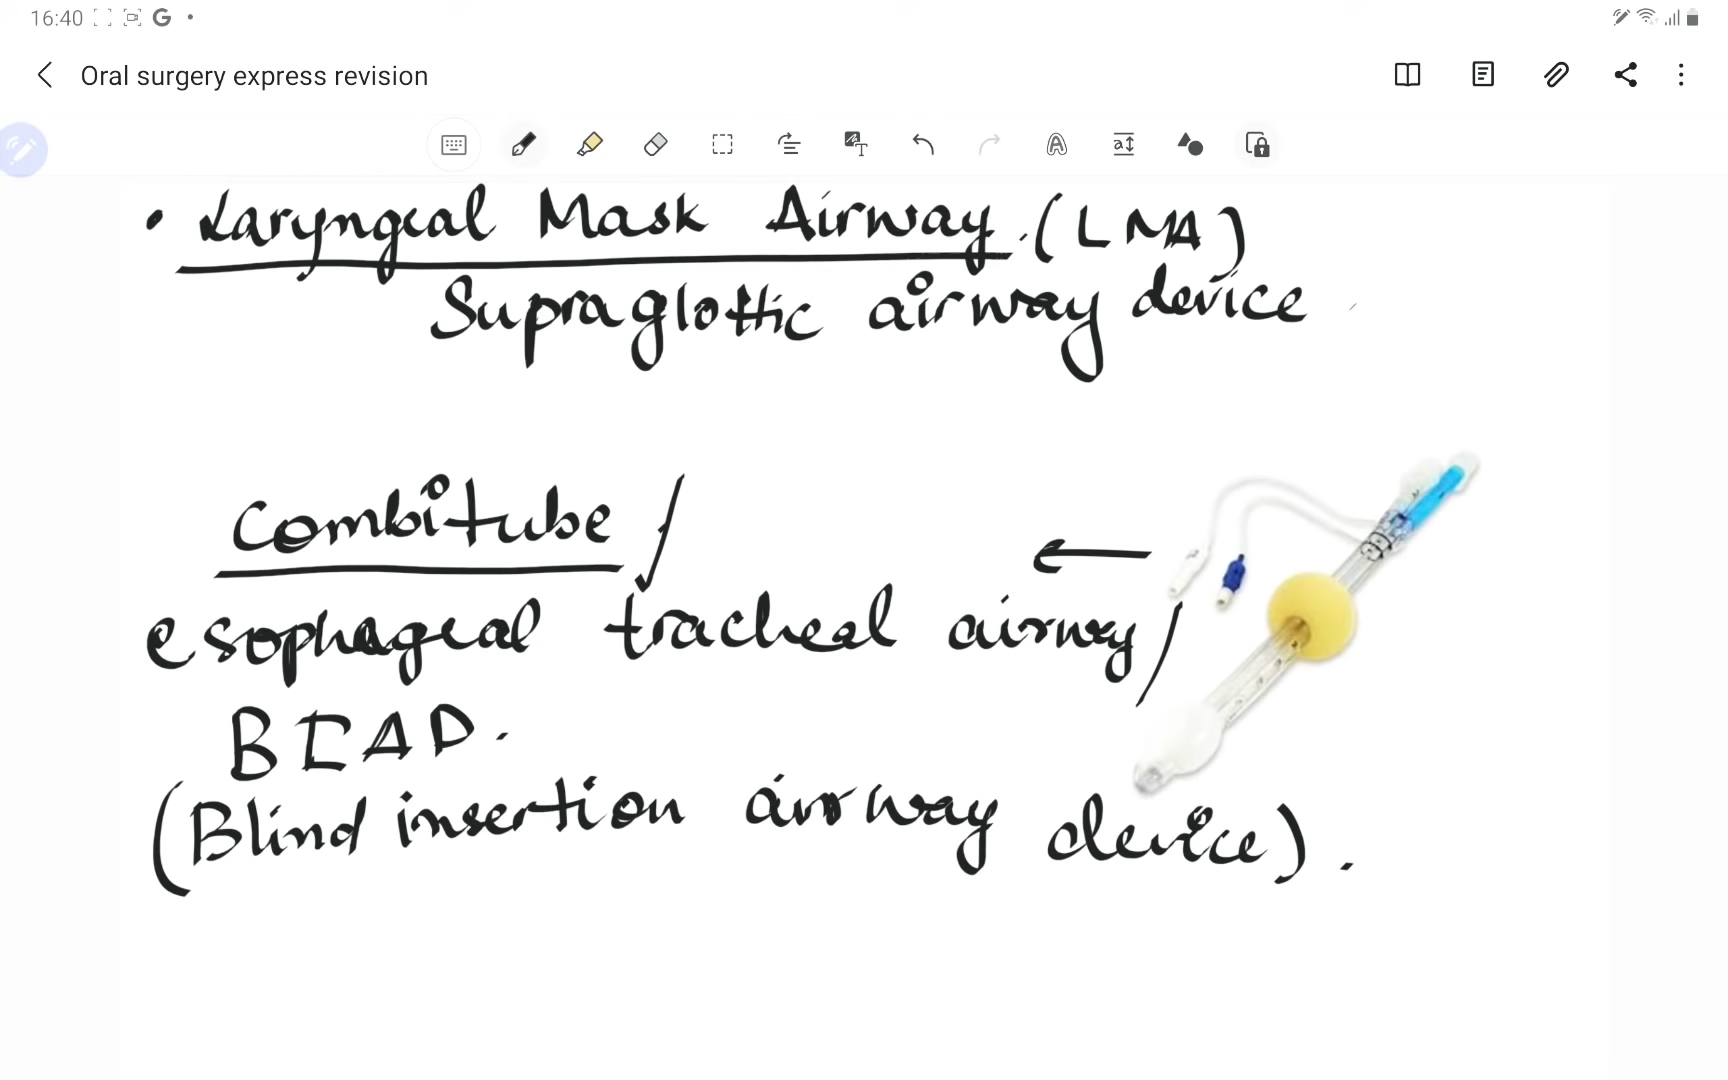 16:40
Oral surgery express revision
• Laryngeal Mask Airway. (LMA)
Supraglottic airway device
Combitube /
esophageal tracheal airway /
BIAD.
(Blind insertion airway device).